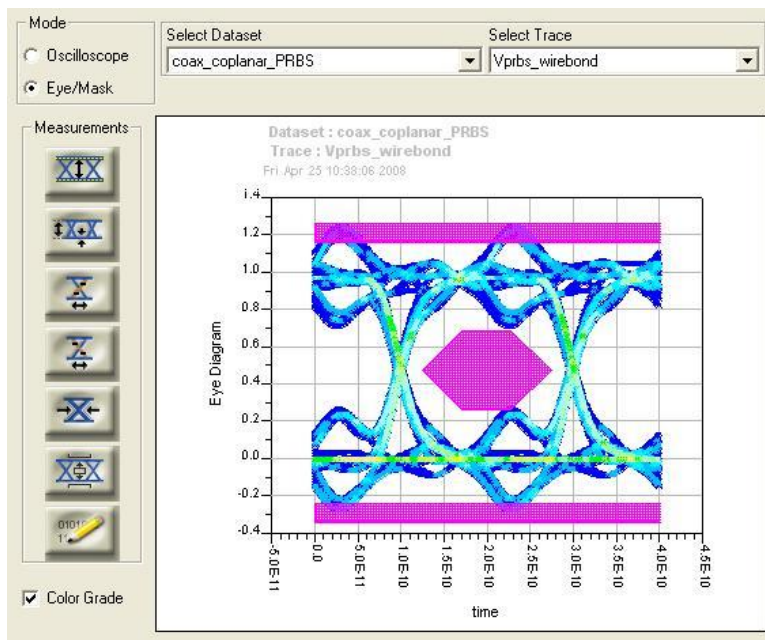 Mode
Oscilloscope
Eye/Mask
Select Dataset
coax_coplanar_PRBS
Select Trace
Vprbs_wirebond
Measurements
Color Grade
Dataset : coax_coplanar_PRBS
Trace : Vprbs_wirebond
Fri Apr 25 10:38:06 2008
Eye Diagram
1.4
1.2
1.0
0.8
0.6
0.4
0.2
0.0
-0.2
-0.4
-5.0E-11
0.0
5.0E-11
1.0E-10
1.5E-10
2.0E-10
2.5E-10
3.0E-10
3.5E-10
4.0E-10
4.5E-10
time